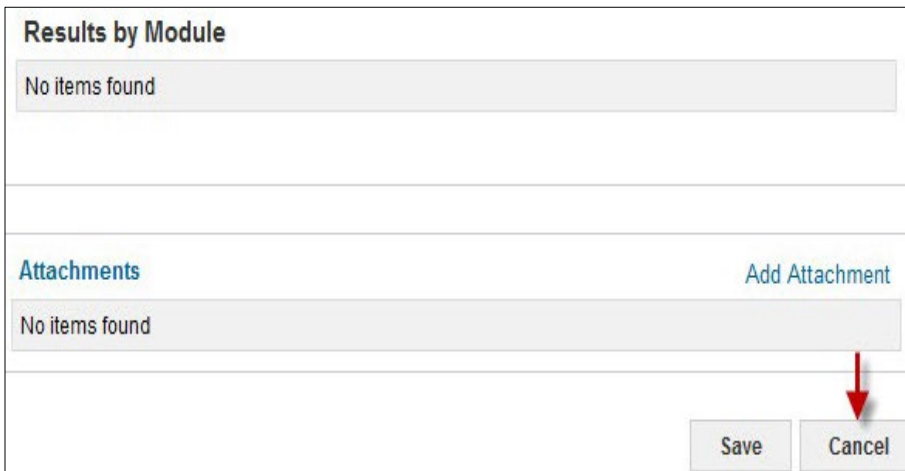 Results by Module
No items found
Attachments
Add Attachment
No items found
Save
Cancel